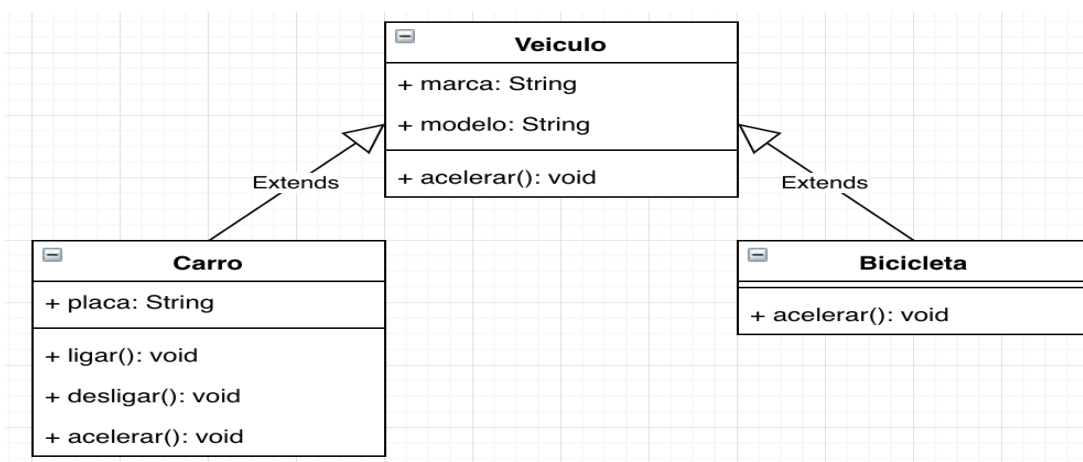 Veiculo
+ marca: String
+ modelo: String
+ acelerar(): void
Extends
Extends
Carro
+ placa: String
+ ligar(): void
+ desligar(): void
+ acelerar(): void
Bicicleta
+ acelerar(): void